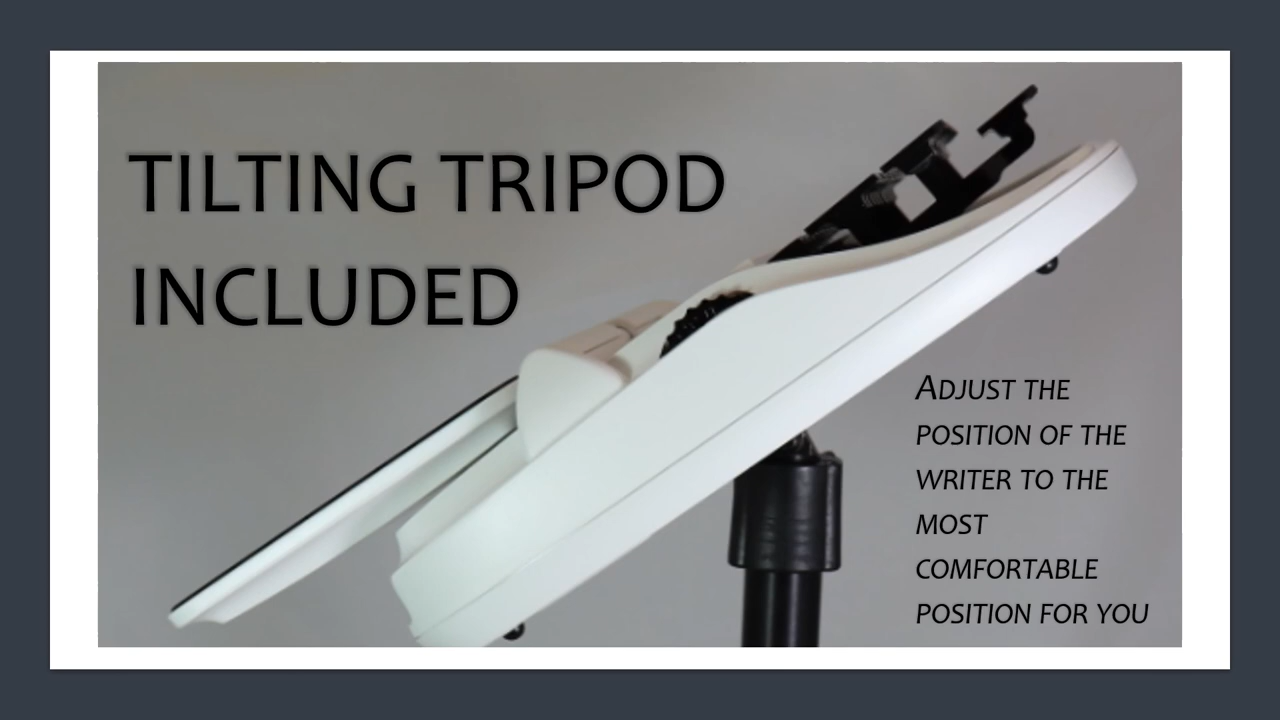 TILTING TRIPOD
INCLUDED
ADJUST THE
POSITION OF THE
WRITER TO THE
MOST
COMFORTABLE
POSITION FOR YOU